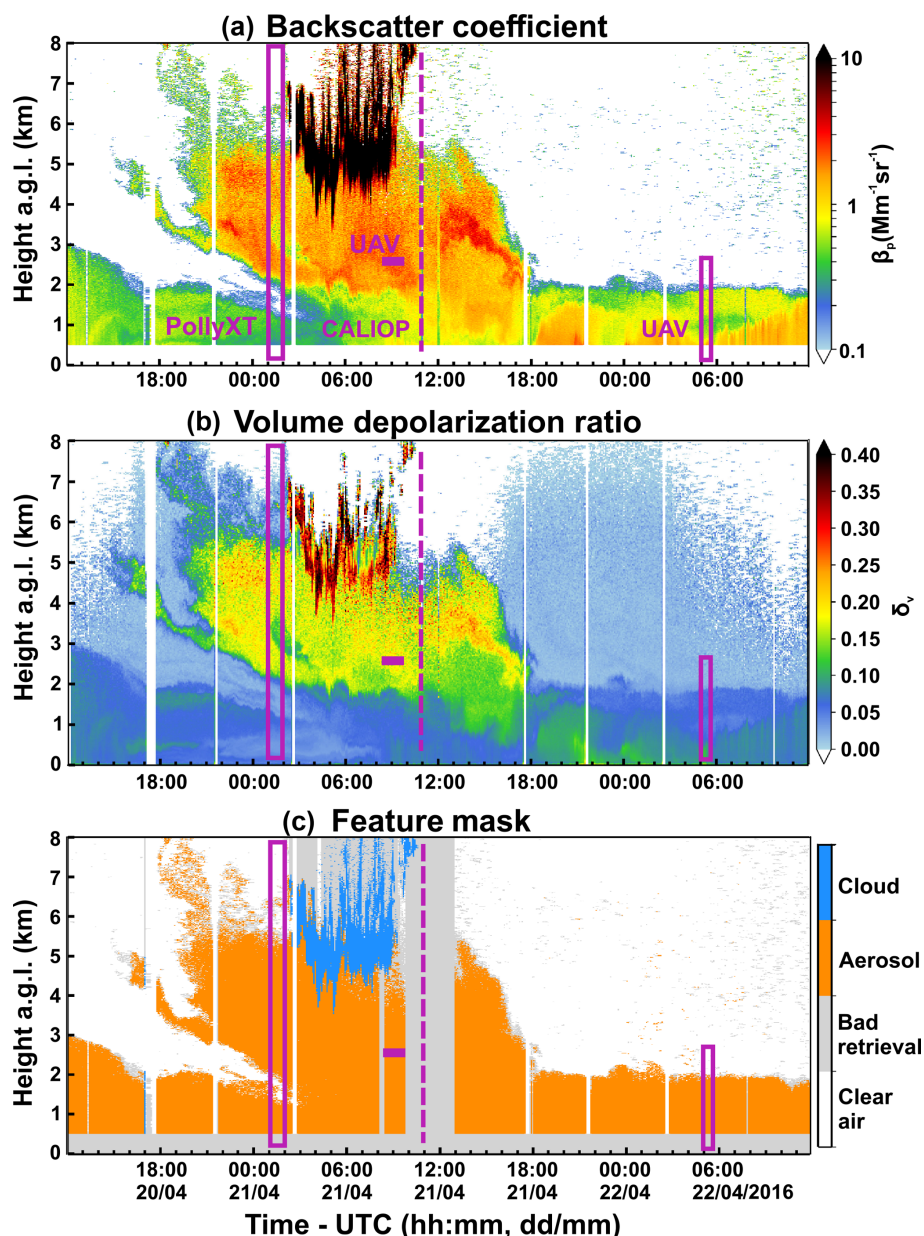 (a) Backscatter coefficient
Height a.g.l. (km)
8
7
6
5
4
3
2
1
0
UAV
PollyXT
CALIOP
UAV
18:00 00:00 06:00 12:00 18:00 00:00 06:00
10
1
0.1
βp(Mm-1sr-1)
(b) Volume depolarization ratio
Height a.g.l. (km)
8
7
6
5
4
3
2
1
0
18:00 00:00 06:00 12:00 18:00 00:00 06:00
0.40
0.35
0.30
0.25
0.20
0.15
0.10
0.05
0.00
δv
(c) Feature mask
Height a.g.l. (km)
8
7
6
5
4
3
2
1
0
Cloud
Aerosol
Bad
retrieval
Clear
air
18:00 00:00 06:00 12:00 18:00 00:00 06:00
20/04 21/04 21/04 21/04 21/04 22/04 22/04/2016
Time - UTC (hh:mm, dd/mm)